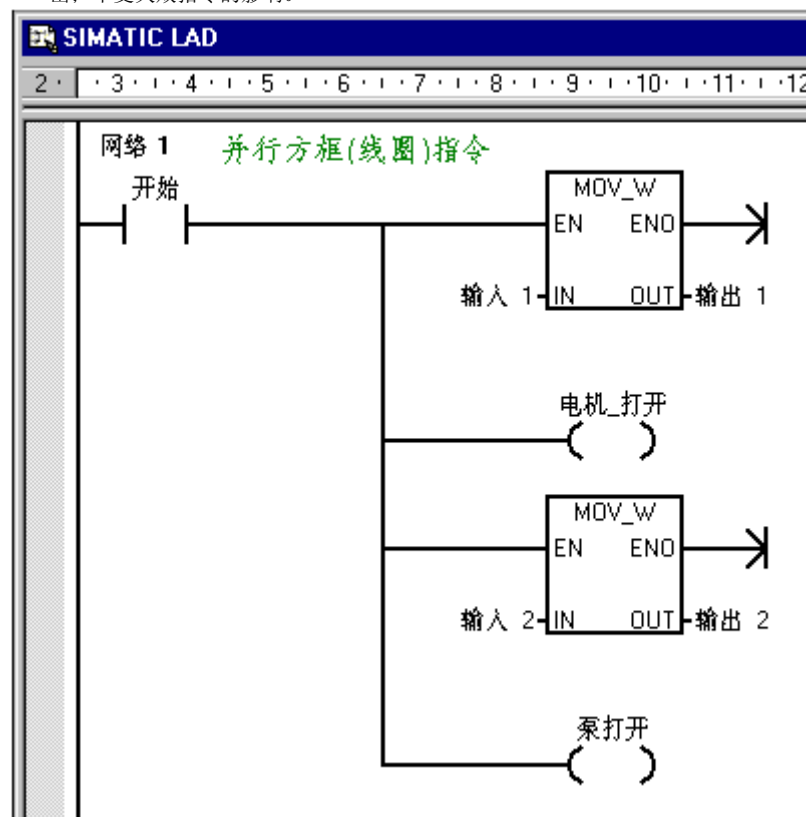 SIMATIC LAD
2 · 3 · 4 · 5 · 6 · 7 · 8 · 9 · 10 · 11 · 12
网络 1 并行方框(线圈)指令
开始
MOV_W
EN ENO
输入 1 IN OUT 输出 1
电机_打开
MOV_W
EN ENO
输入 2 IN OUT 输出 2
泵打开